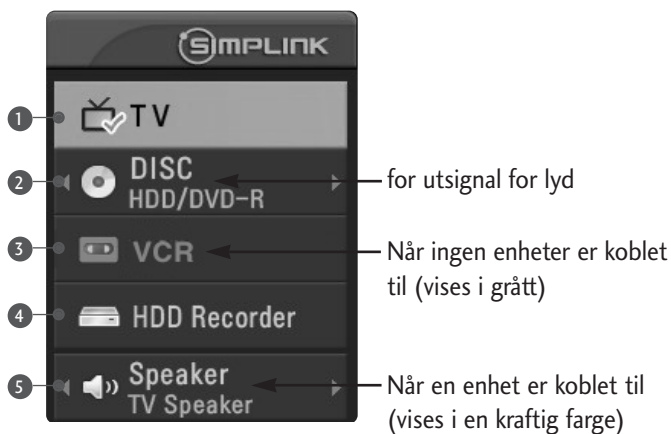 SIMPLINK
1 TV
2 DISC
HDD/DVD-R
for utsignal for lyd
3 VCR
Når ingen enheter er koblet
til (vises i grått)
4 HDD Recorder
5 Speaker
TV Speaker
Når en enhet er koblet til
(vises i en kraftig farge)